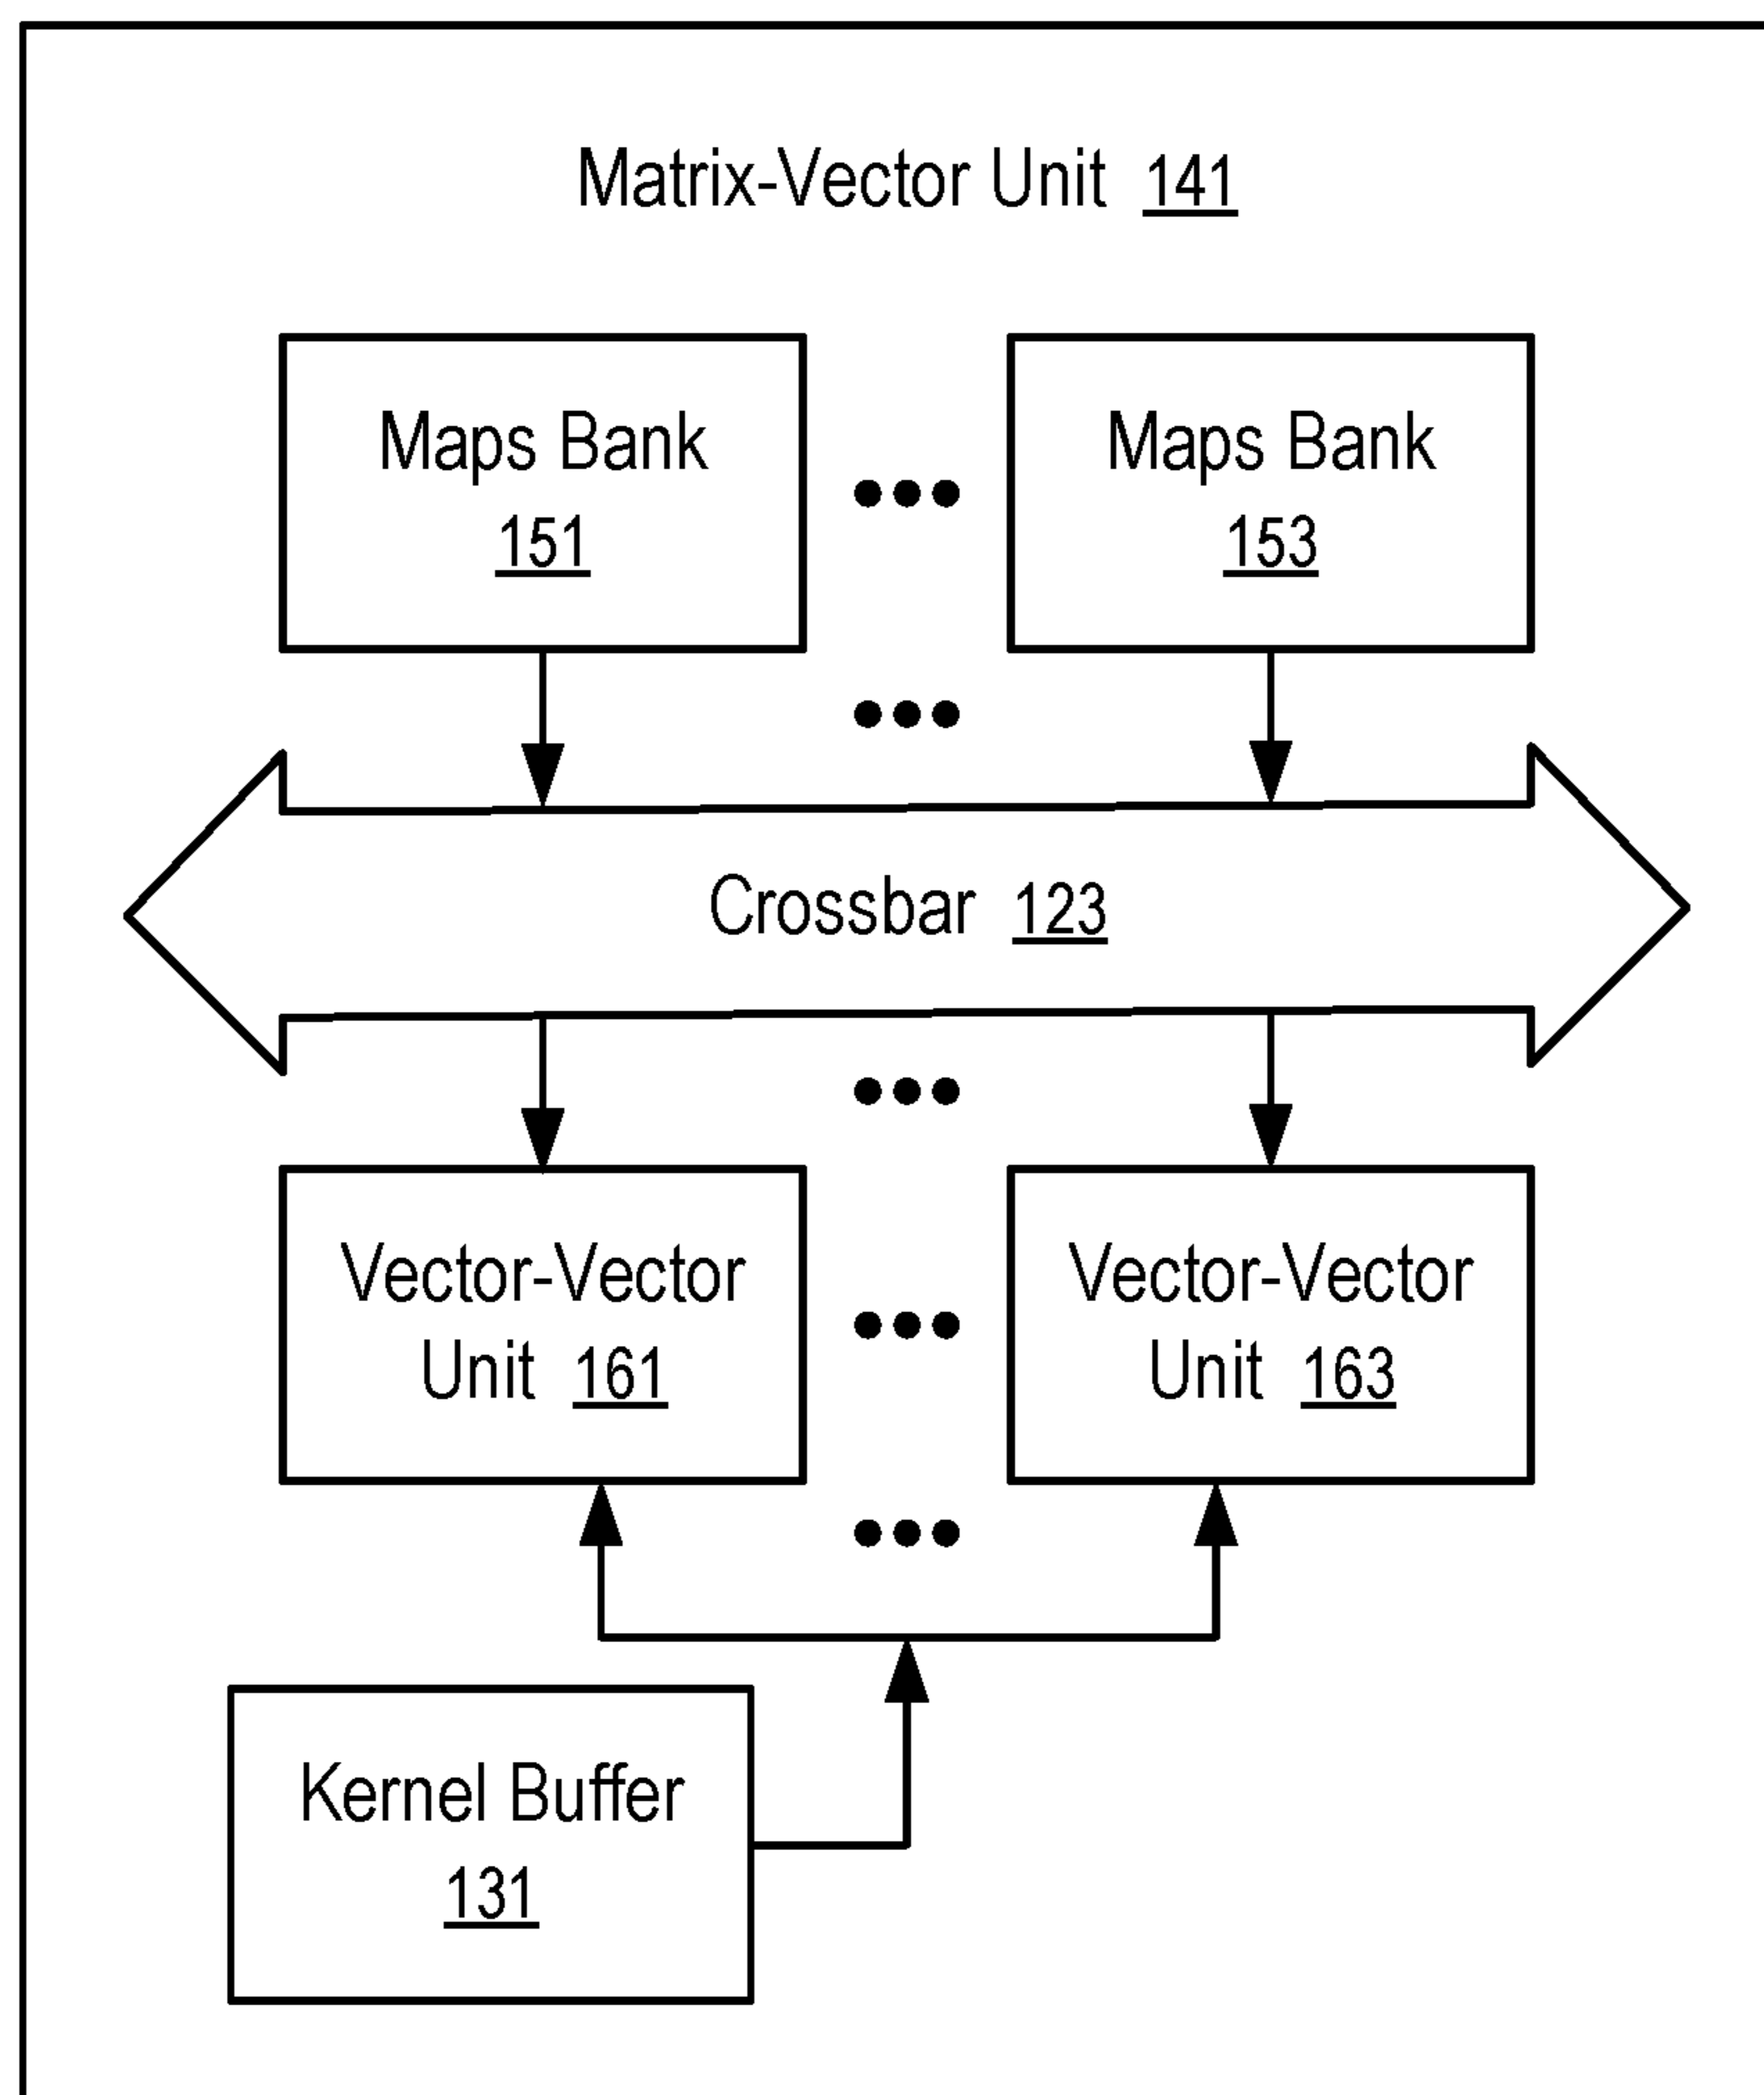 Matrix-Vector Unit 141
Maps Bank
151
Maps Bank
153
Crossbar 123
Vector-Vector
Unit 161
Vector-Vector
Unit 163
Kernel Buffer
131